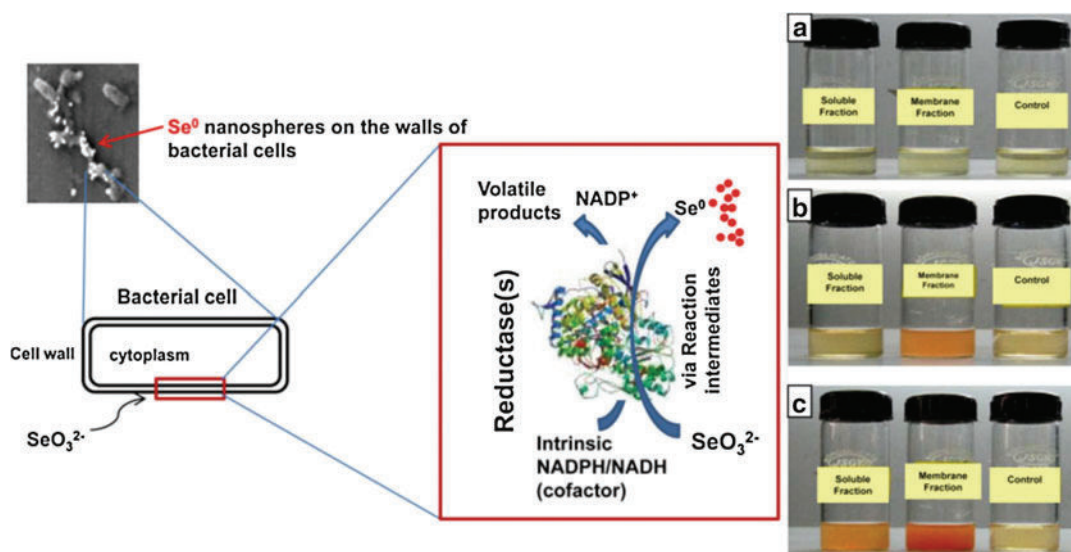 Se⁰ nanospheres on the walls of
bacterial cells
Bacterial cell
Cell wall
cytoplasm
SeO₃²⁻
Volatile
products
NADP⁺
Se⁰
Reductase(s)
via Reaction
intermediates
Intrinsic
NADPH/NADH
(cofactor)
SeO₃²⁻
a
Soluble
Fraction
Membrane
Fraction
Control
b
Soluble
Fraction
Membrane
Fraction
Control
c
Soluble
Fraction
Membrane
Fraction
Control